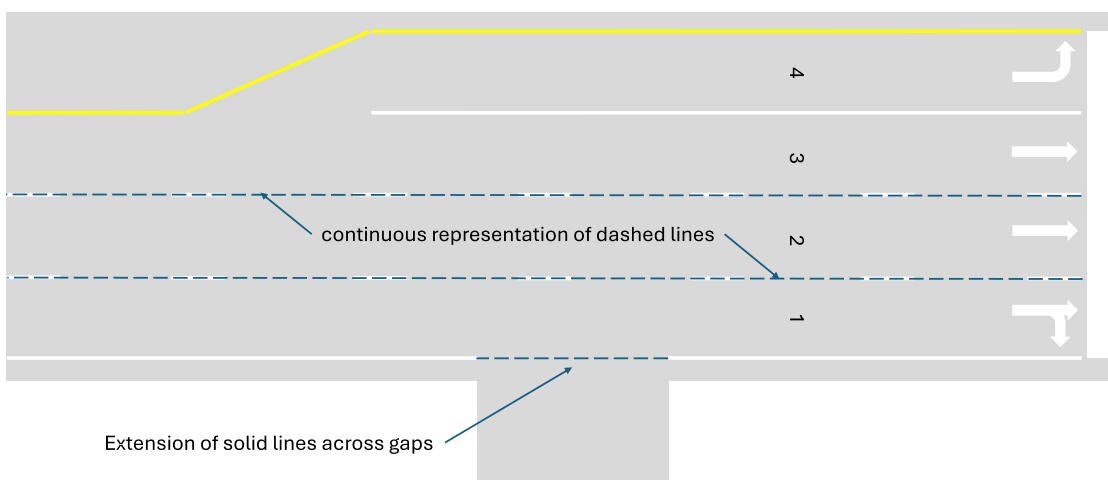 4
3
continuous representation of dashed lines
2
1
Extension of solid lines across gaps